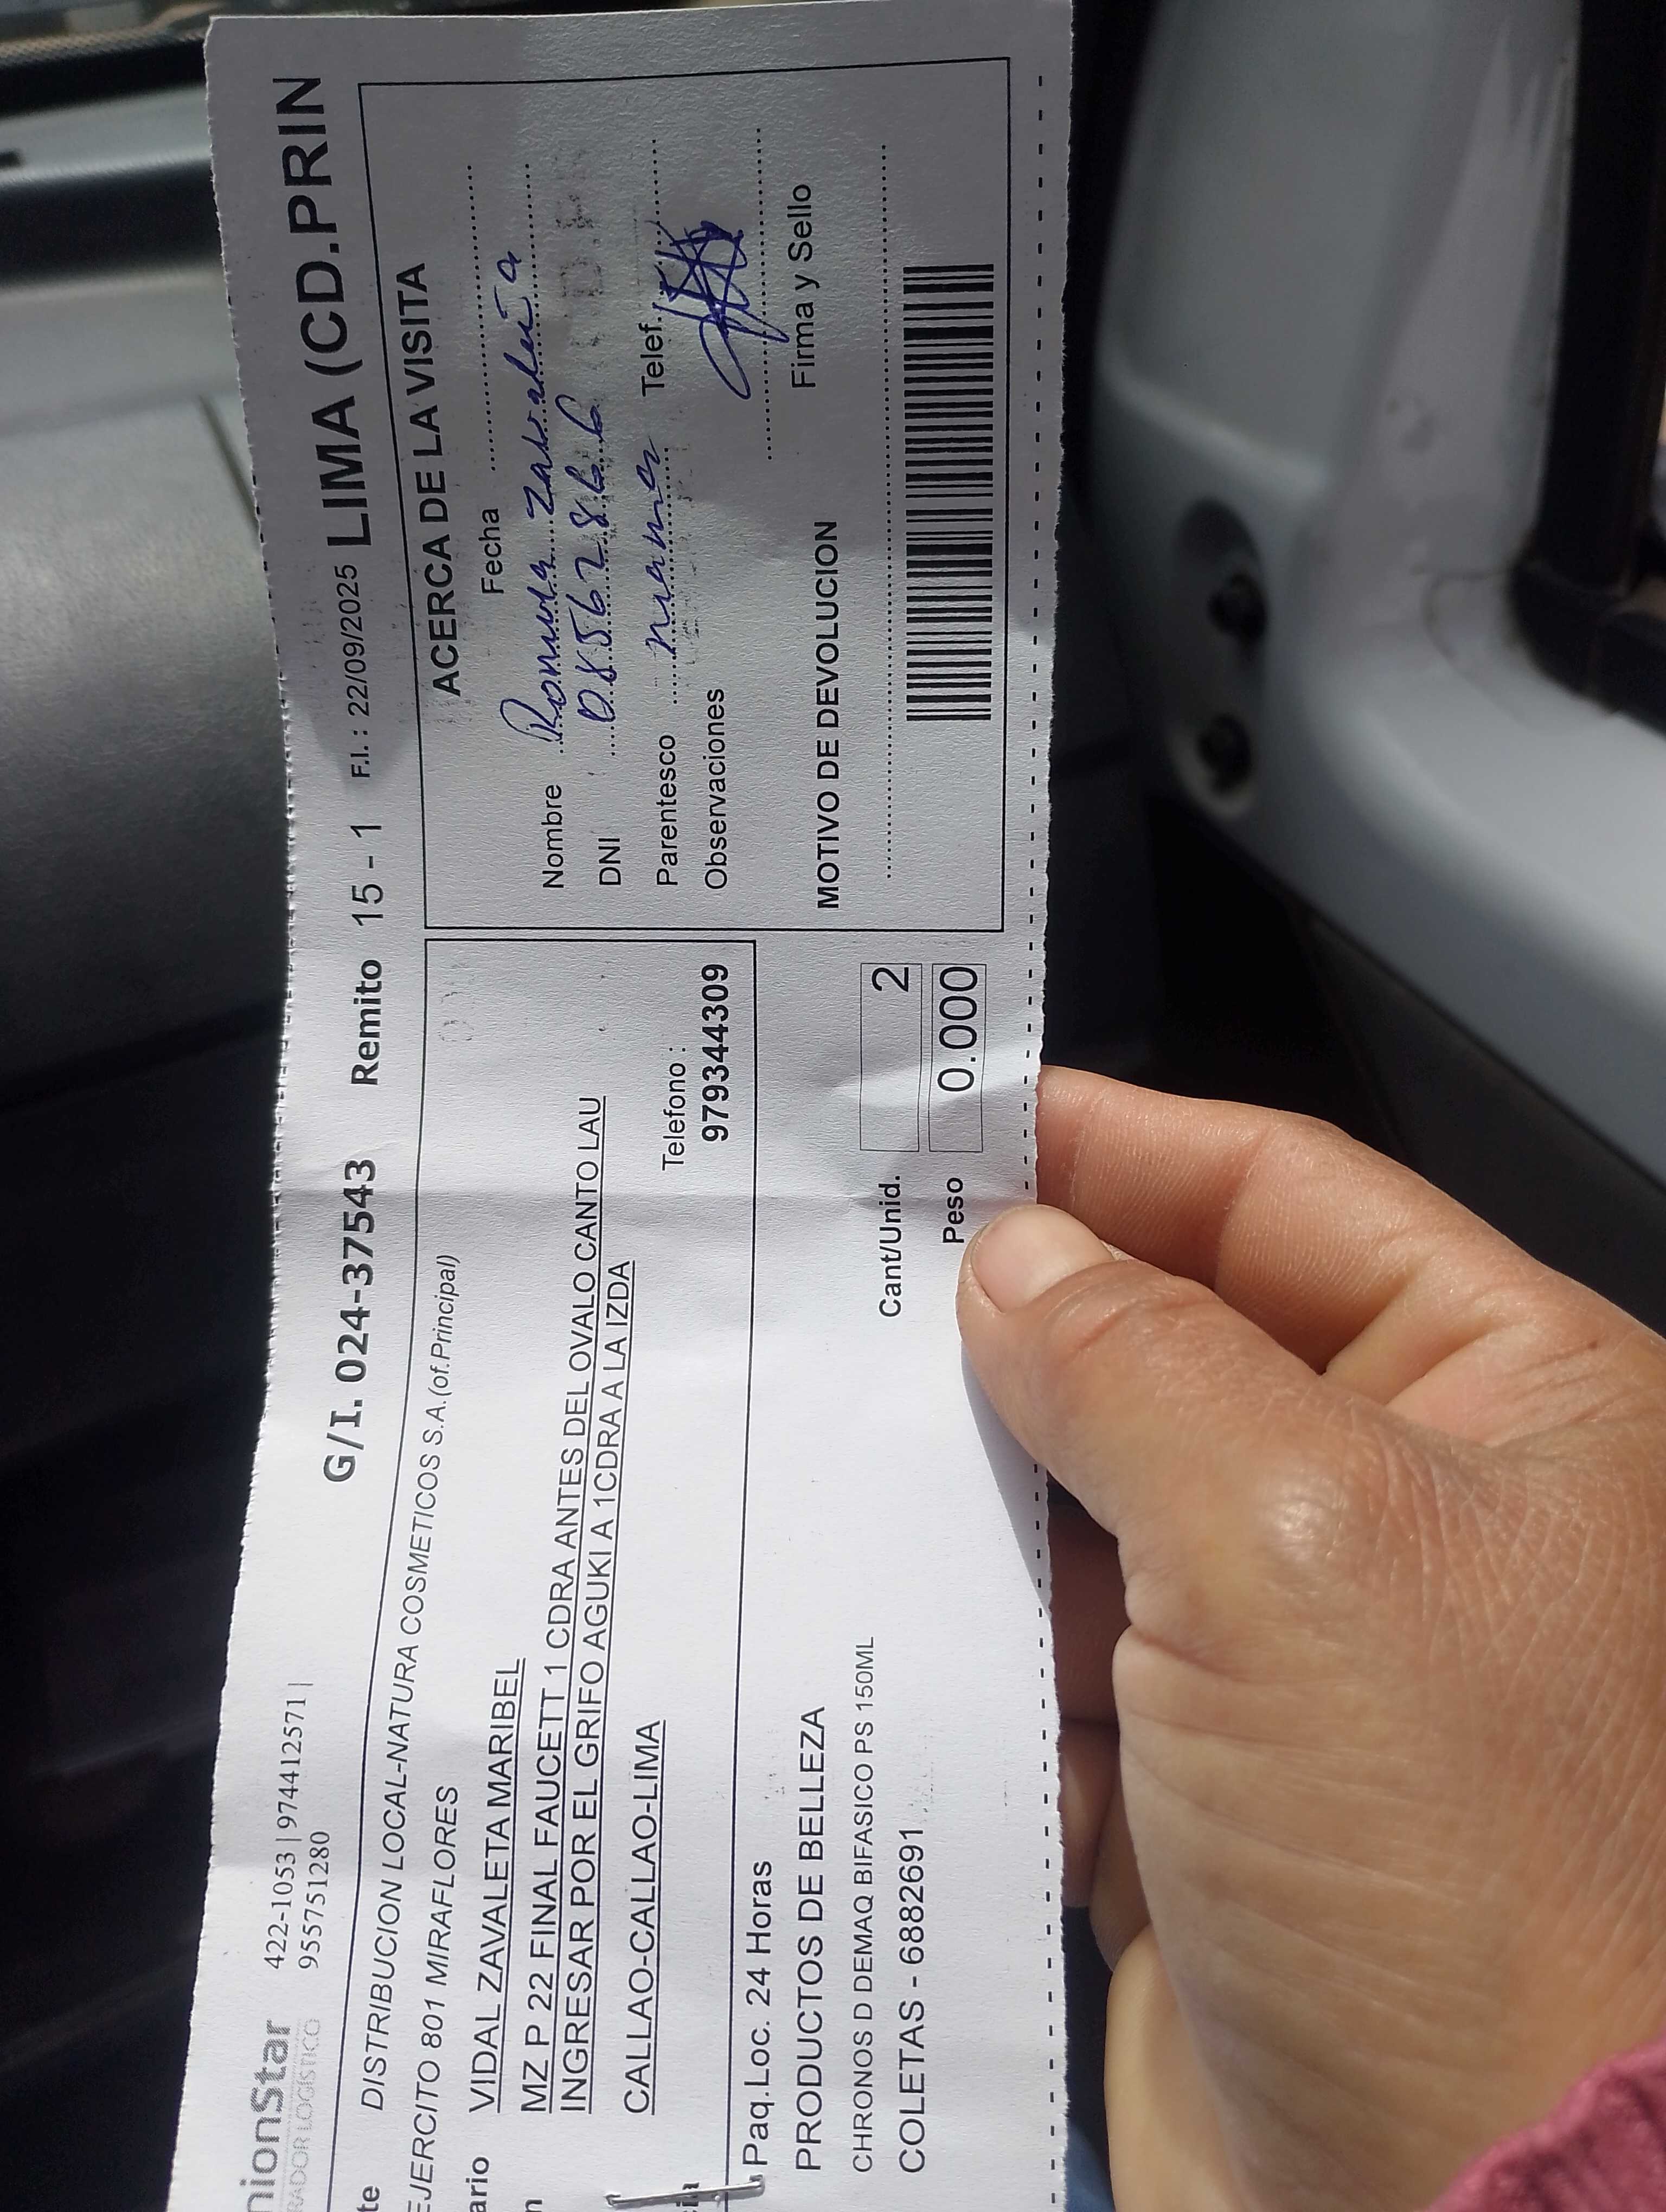 nionStar
RADOR LOGÍSTICO
422-1053 | 974412571 |
955751280
G/I. 024-37543 Remito 15 - 1 F.I. : 22/09/2025 LIMA (CD.PRIN
te DISTRIBUCION LOCAL-NATURA COSMETICOS S.A.(of.Principal)
EJERCITO 801 MIRAFLORES
ario VIDAL ZAVALETA MARIBEL
n MZ P 22 FINAL FAUCETT 1 CDRA ANTES DEL OVALO CANTO LAU
INGRESAR POR EL GRIFO AGUKI A 1CDRA A LA IZDA
CALLAO-CALLAO-LIMA
Telefono :
979344309
cia Paq.Loc. 24 Horas
PRODUCTOS DE BELLEZA
CHRONOS D DEMAQ BIFASICO PS 150ML
COLETAS - 6882691
Cant/Unid. 2
Peso 0.000
ACERCA DE LA VISITA
Fecha
Nombre
DNI 08562866
Parentesco mama Telef.
Observaciones
Firma y Sello
MOTIVO DE DEVOLUCION